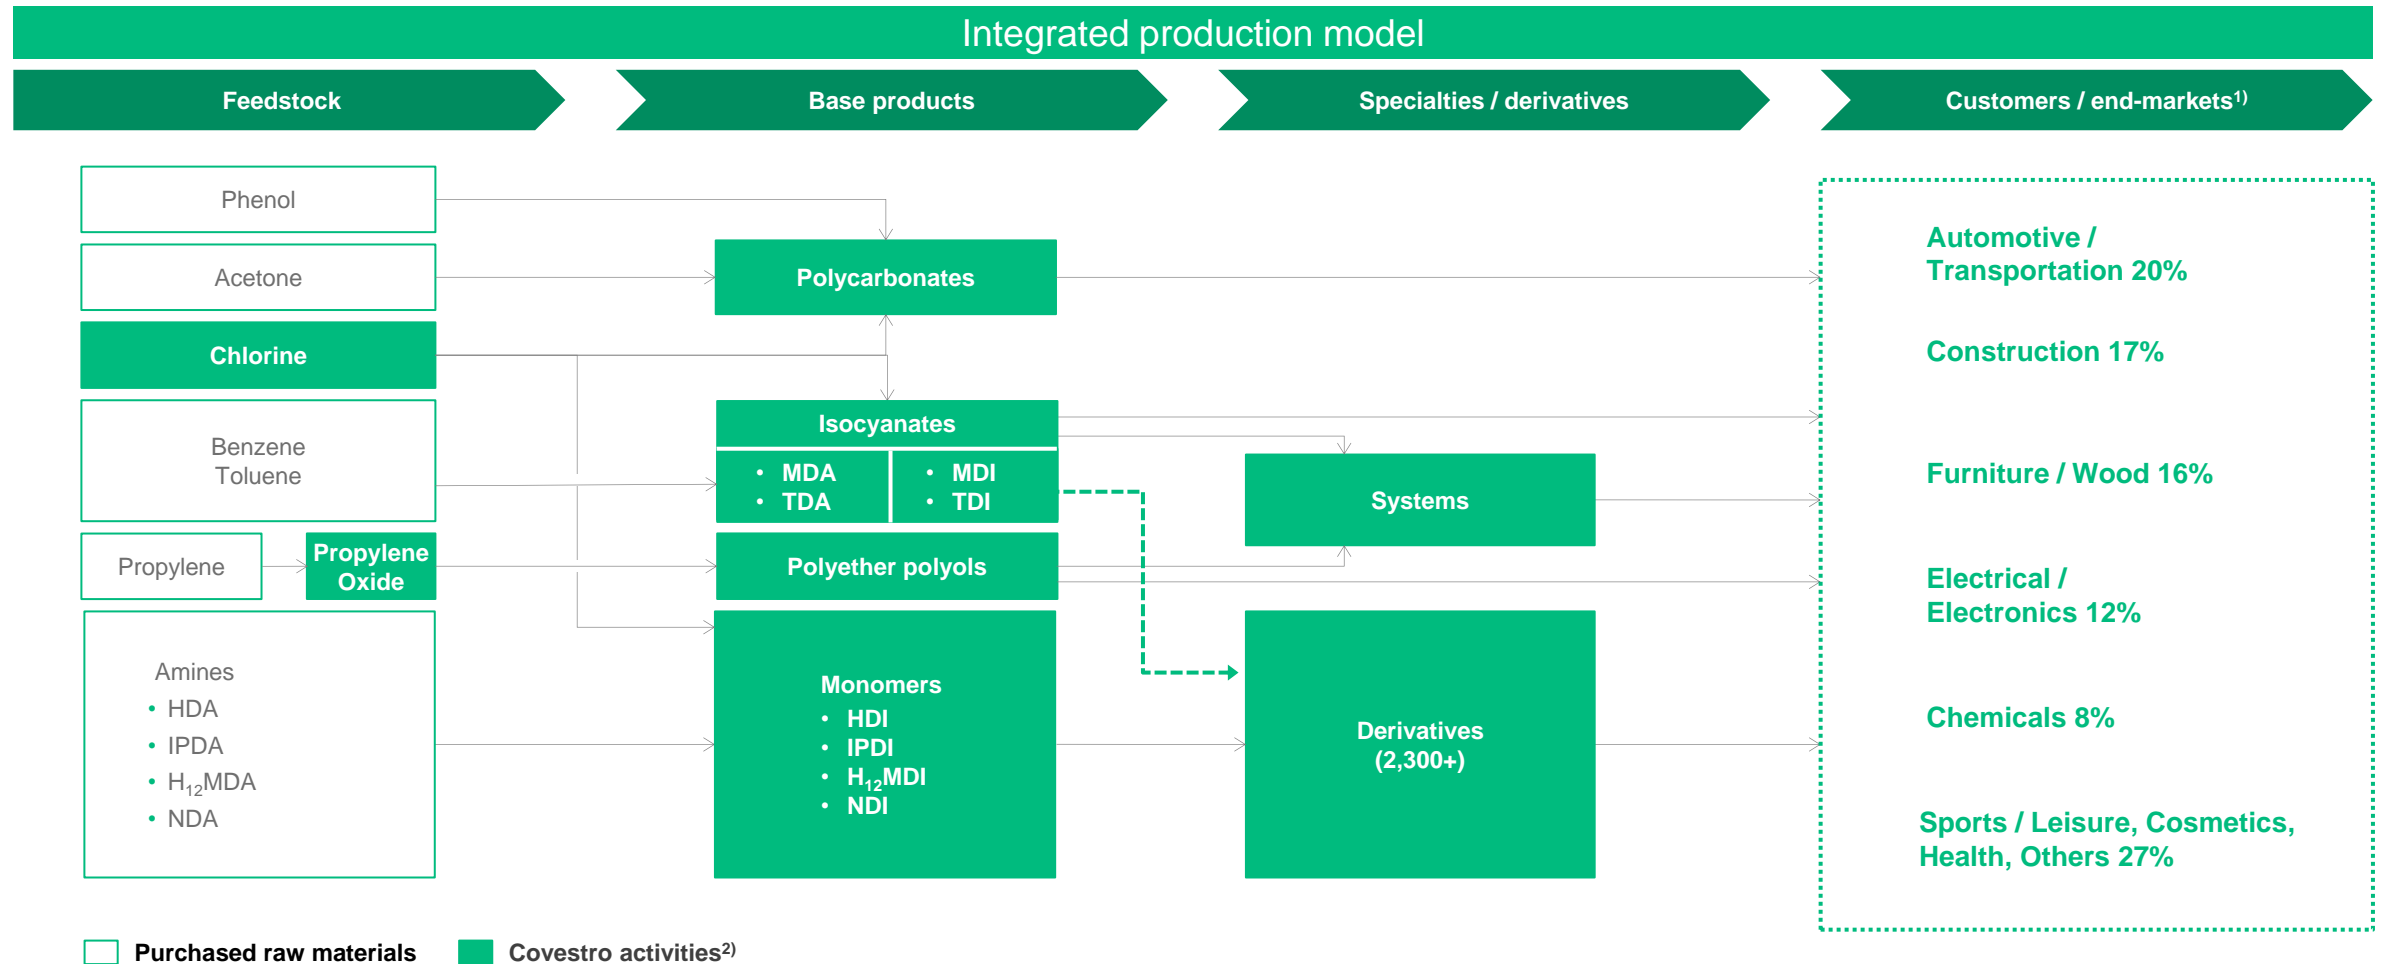 Integrated production model
Feedstock
Base products
Specialties / derivatives
Customers / end-markets¹⁾
Phenol
Acetone
Chlorine
Benzene
Toluene
Propylene
Propylene
Oxide
Amines
• HDA
• IPDA
• H₁₂MDA
• NDA
Polycarbonates
Isocyanates
• MDA
• TDA
• MDI
• TDI
Polyether polyols
Monomers
• HDI
• IPDI
• H₁₂MDI
• NDI
Systems
Derivatives
(2,300+)
Automotive /
Transportation 20%
Construction 17%
Furniture / Wood 16%
Electrical /
Electronics 12%
Chemicals 8%
Sports / Leisure, Cosmetics,
Health, Others 27%
Purchased raw materials
Covestro activities²⁾